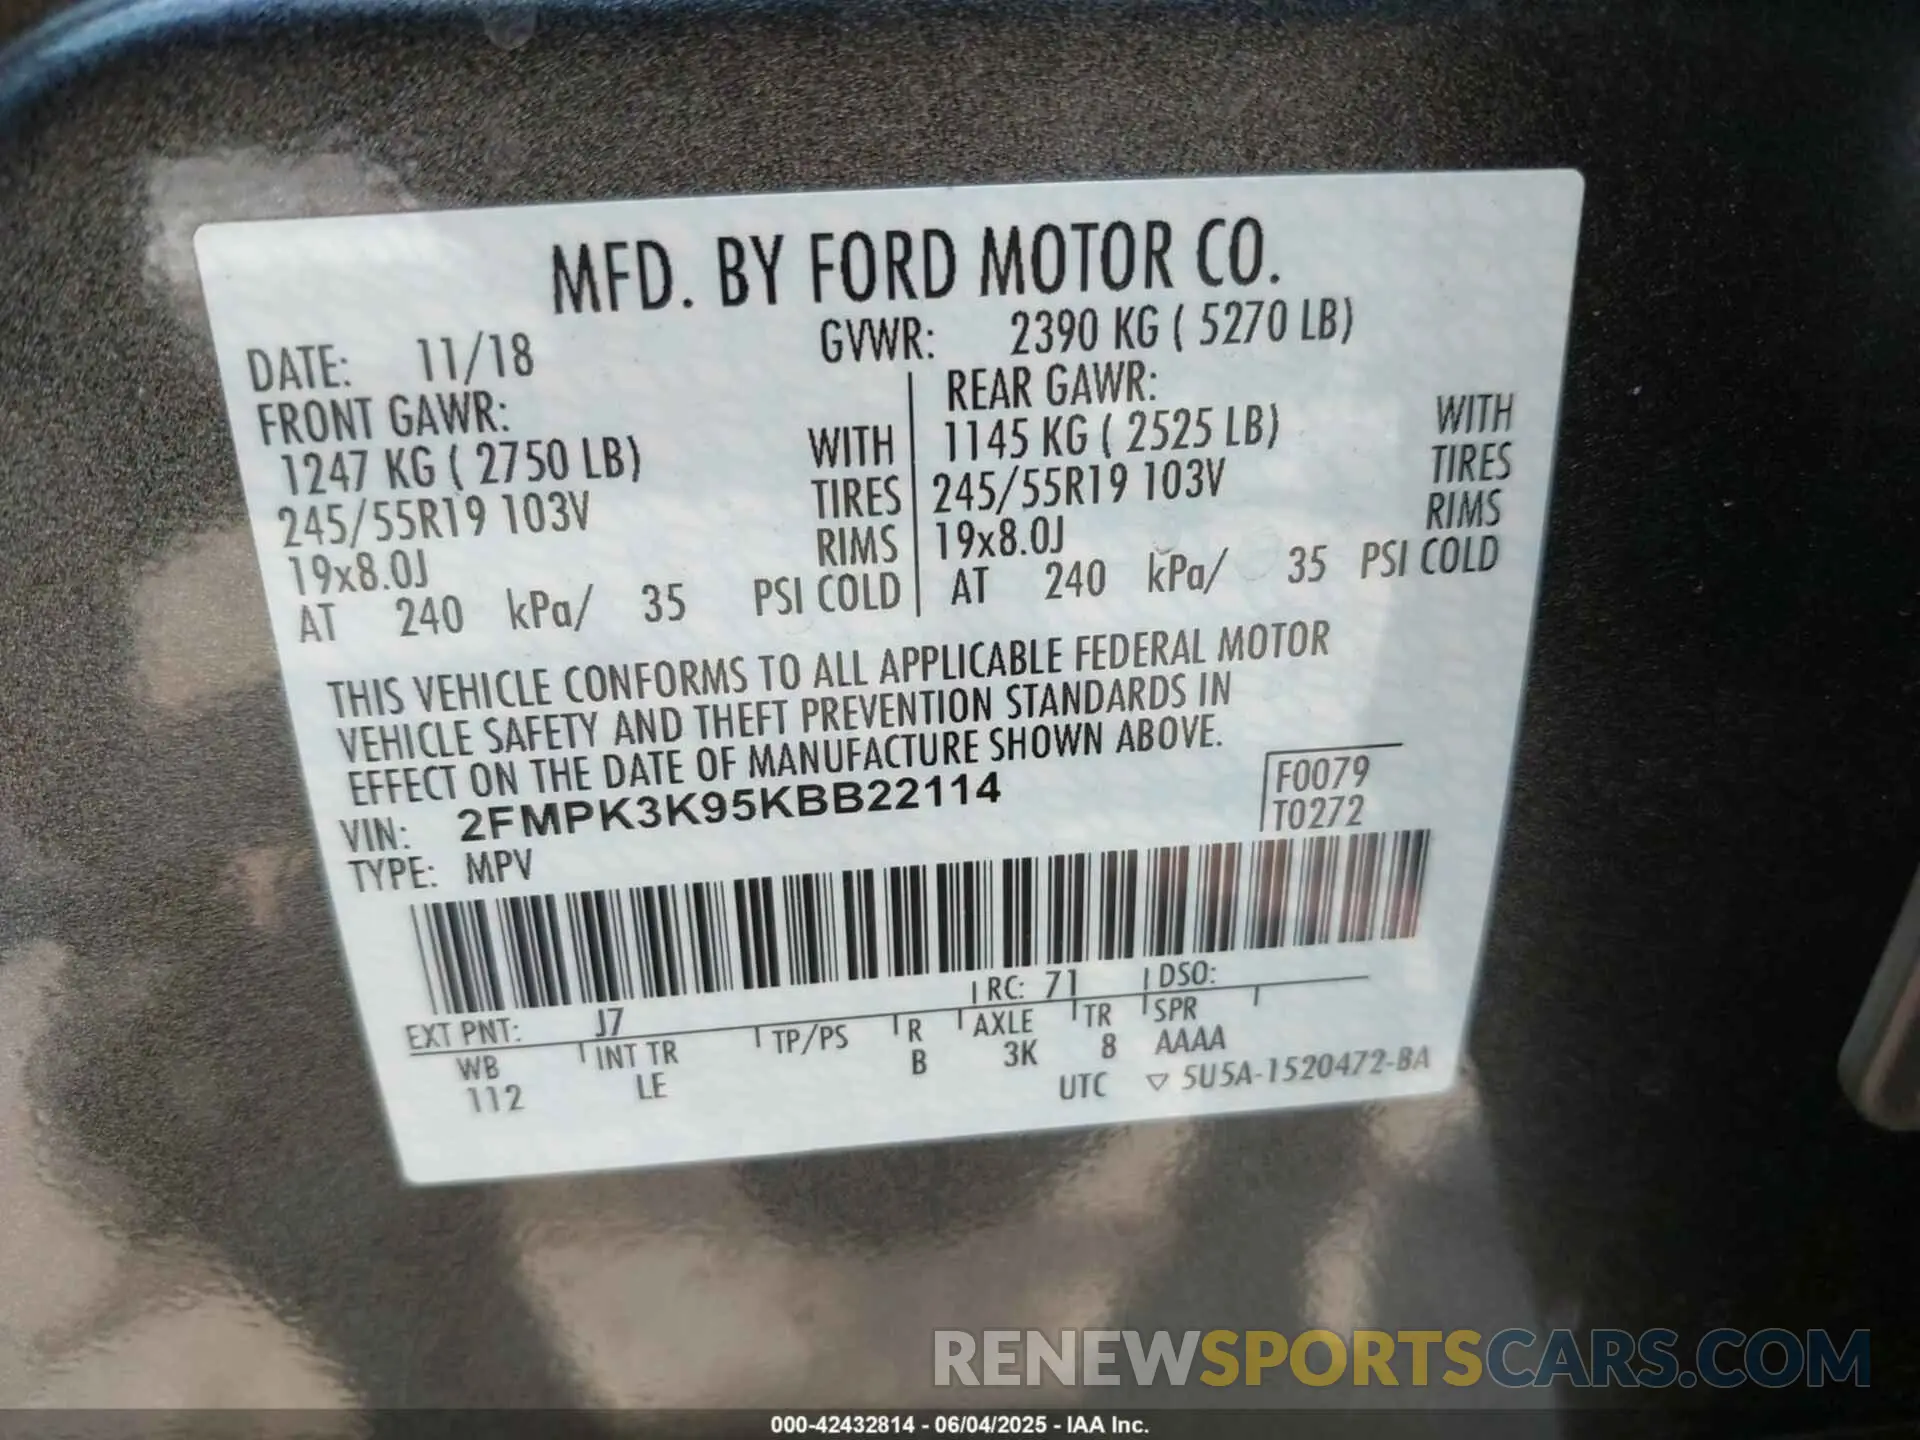 MFD. BY FORD MOTOR CO.
DATE: 11/18 GVWR: 2390 KG ( 5270 LB)
FRONT GAWR: REAR GAWR:
1247 KG ( 2750 LB) WITH 1145 KG ( 2525 LB) WITH
245/55R19 103V TIRES 245/55R19 103V TIRES
19x8.0J RIMS 19x8.0J RIMS
AT 240 kPa/ 35 PSI COLD AT 240 kPa/ 35 PSI COLD
THIS VEHICLE CONFORMS TO ALL APPLICABLE FEDERAL MOTOR
VEHICLE SAFETY AND THEFT PREVENTION STANDARDS IN
EFFECT ON THE DATE OF MANUFACTURE SHOWN ABOVE.
VIN: 2FMPK3K95KBB22114 F0079
TYPE: MPV T0272
EXT PNT: J7 RC: 71 DSO:
WB INT TR TP/PS R AXLE TR SPR
112 LE B 3K 8 AAAA
UTC ▽ 5U5A-1520472-BA
RENEWSPORTSCARS.COM
000-42432814 - 06/04/2025 - IAA Inc.